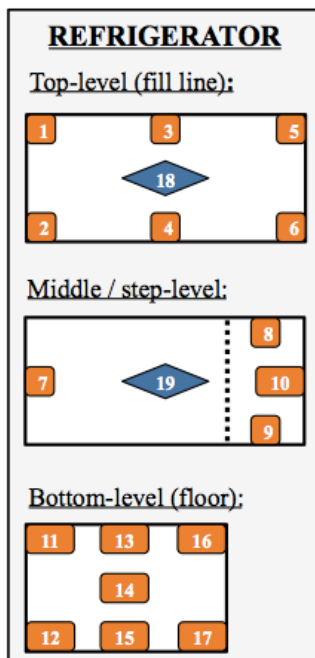 REFRIGERATOR
Top-level (fill line):
1 3 5
18
2 4 6
Middle / step-level:
8
7 19 10
9
Bottom-level (floor):
11 13 16
14
12 15 17